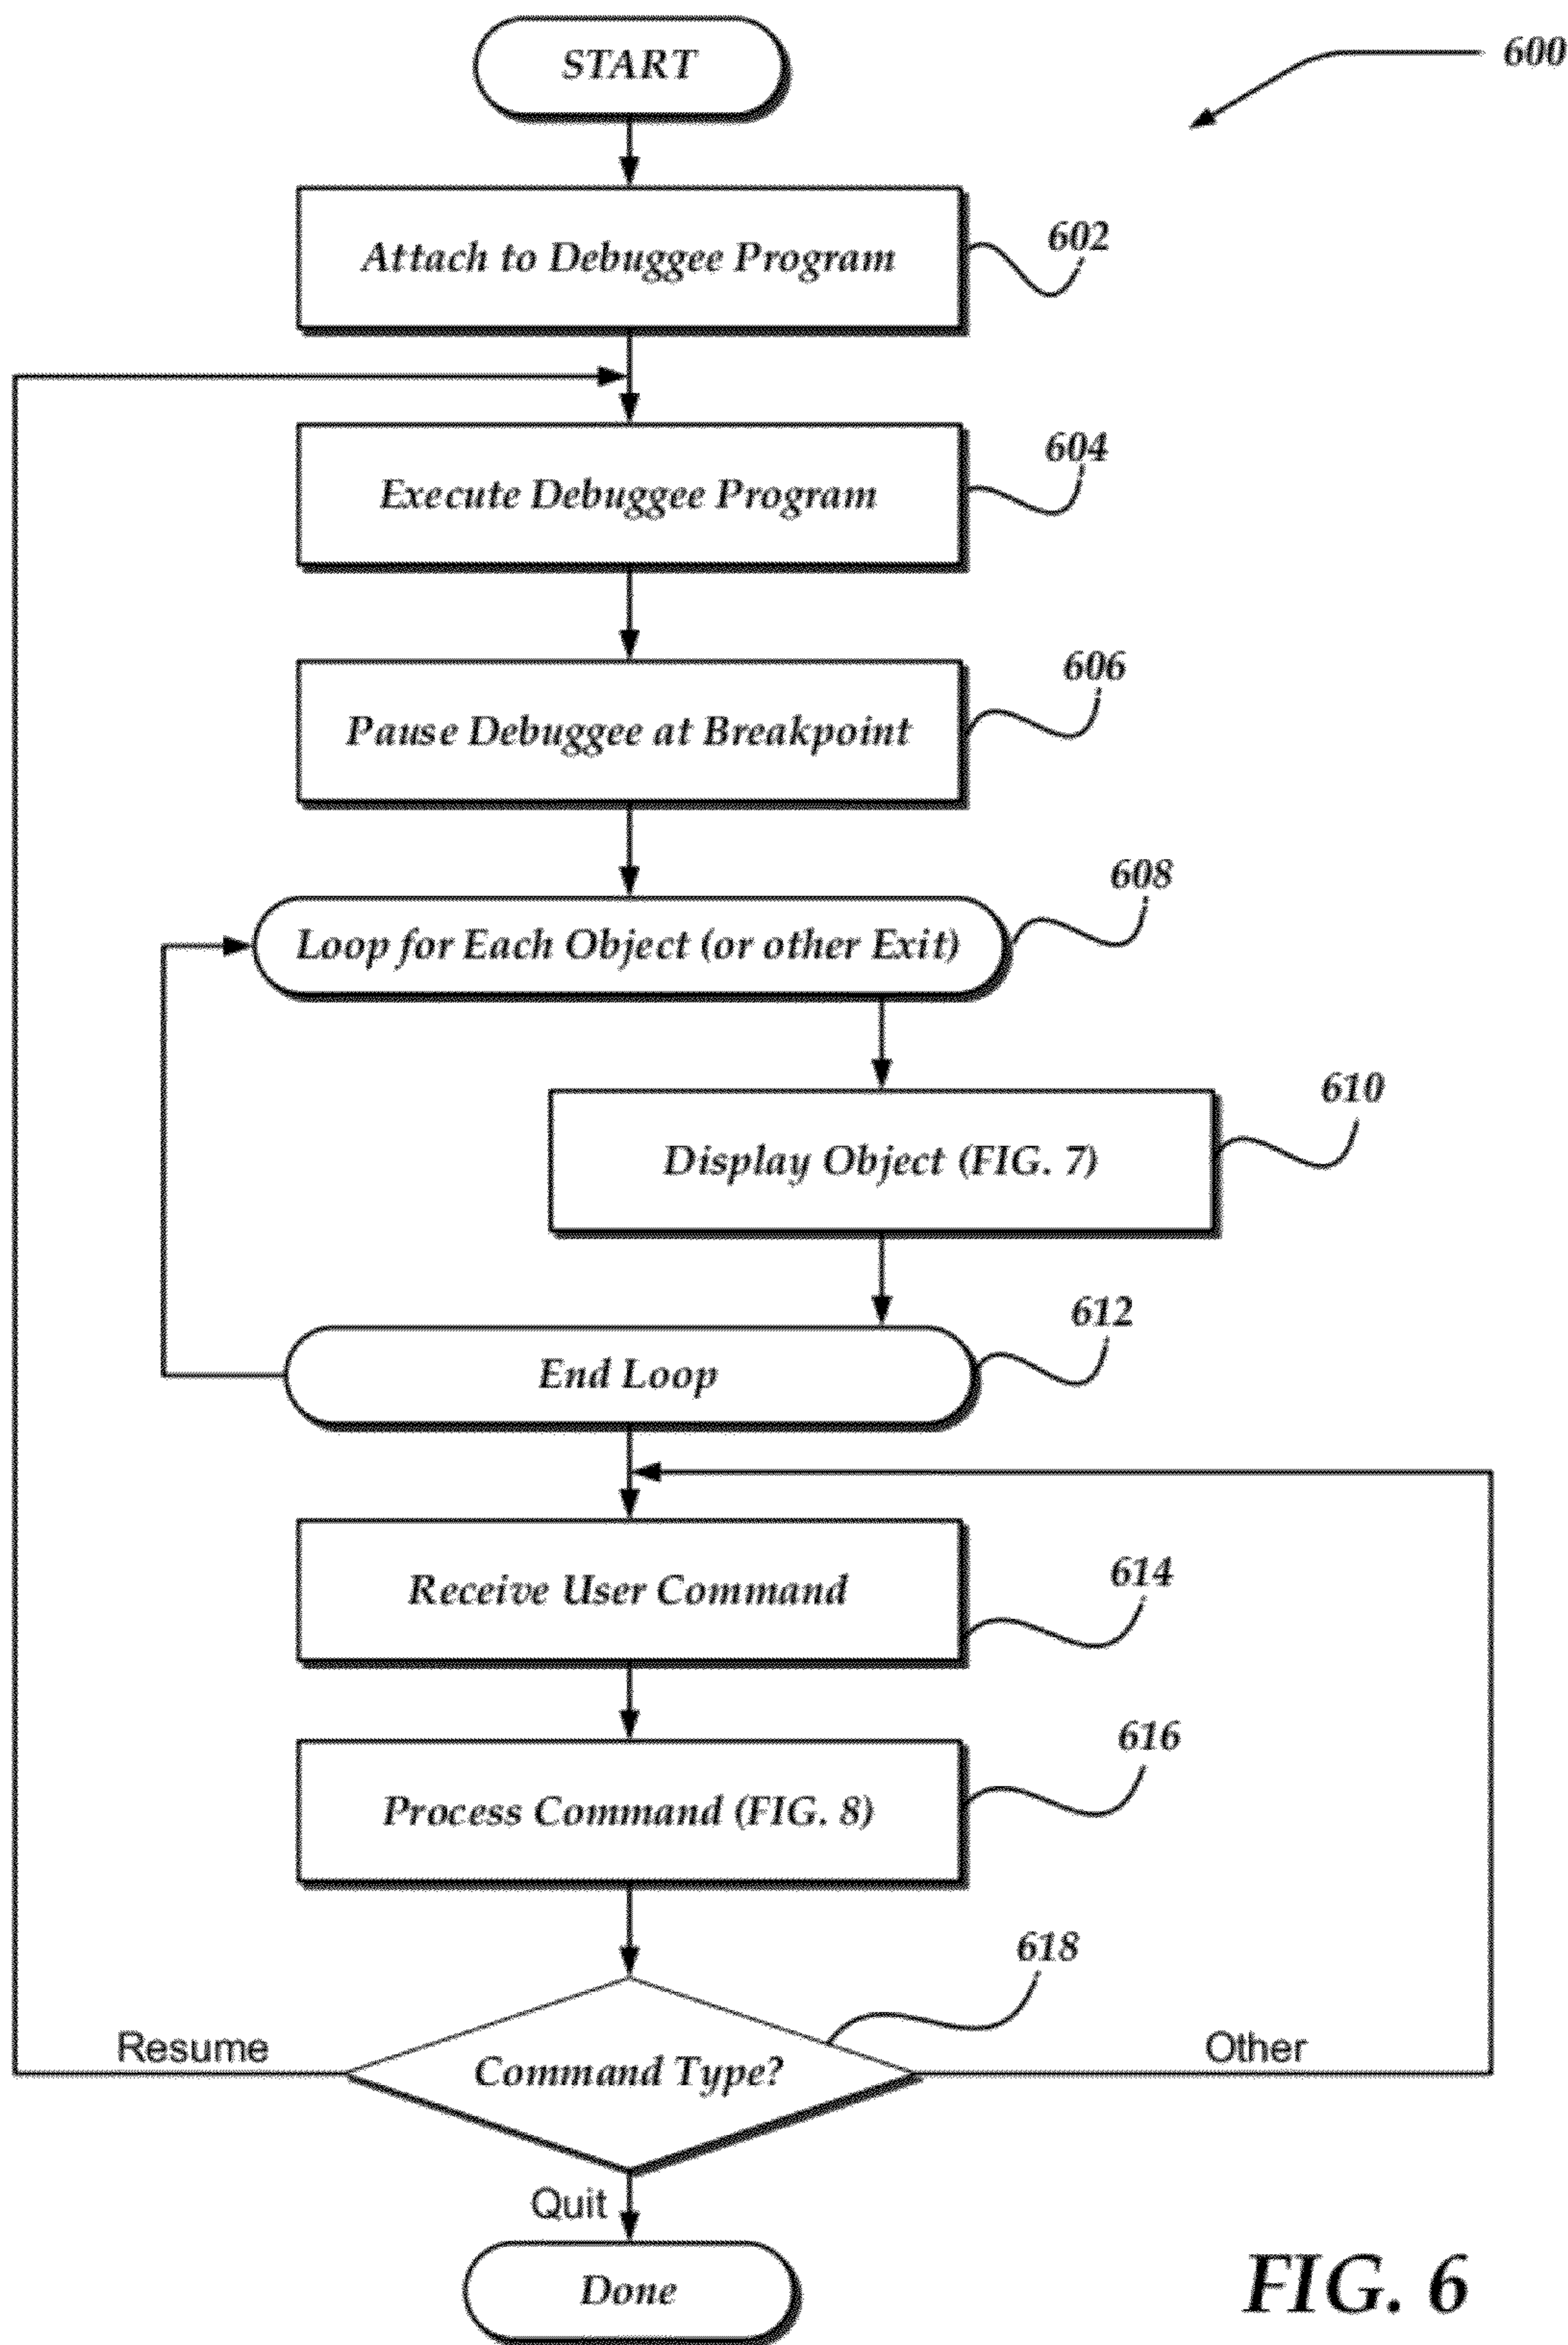 START
600
Attach to Debuggee Program
602
Execute Debuggee Program
604
Pause Debuggee at Breakpoint
606
Loop for Each Object (or other Exit)
608
Display Object (FIG. 7)
610
End Loop
612
Receive User Command
614
Process Command (FIG. 8)
616
Command Type?
618
Resume
Other
Quit
Done
FIG. 6